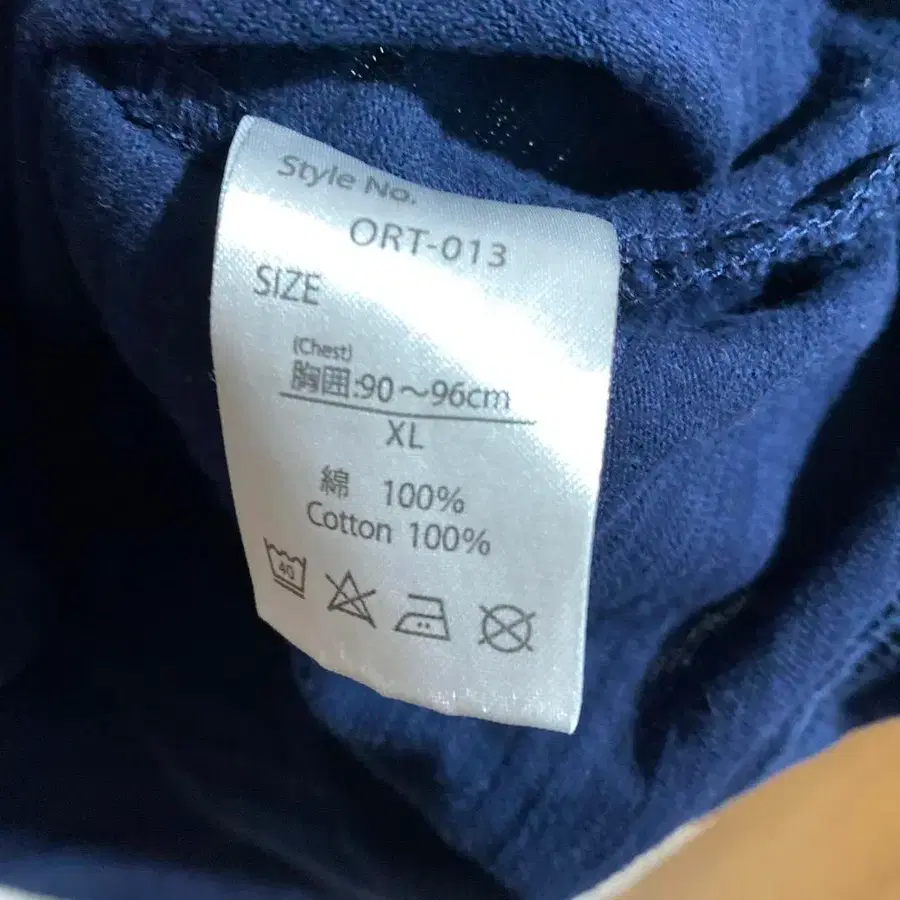 Style No.
ORT-013
SIZE
(Chest)
胸囲:90～96cm
XL
綿 100%
Cotton 100%
40